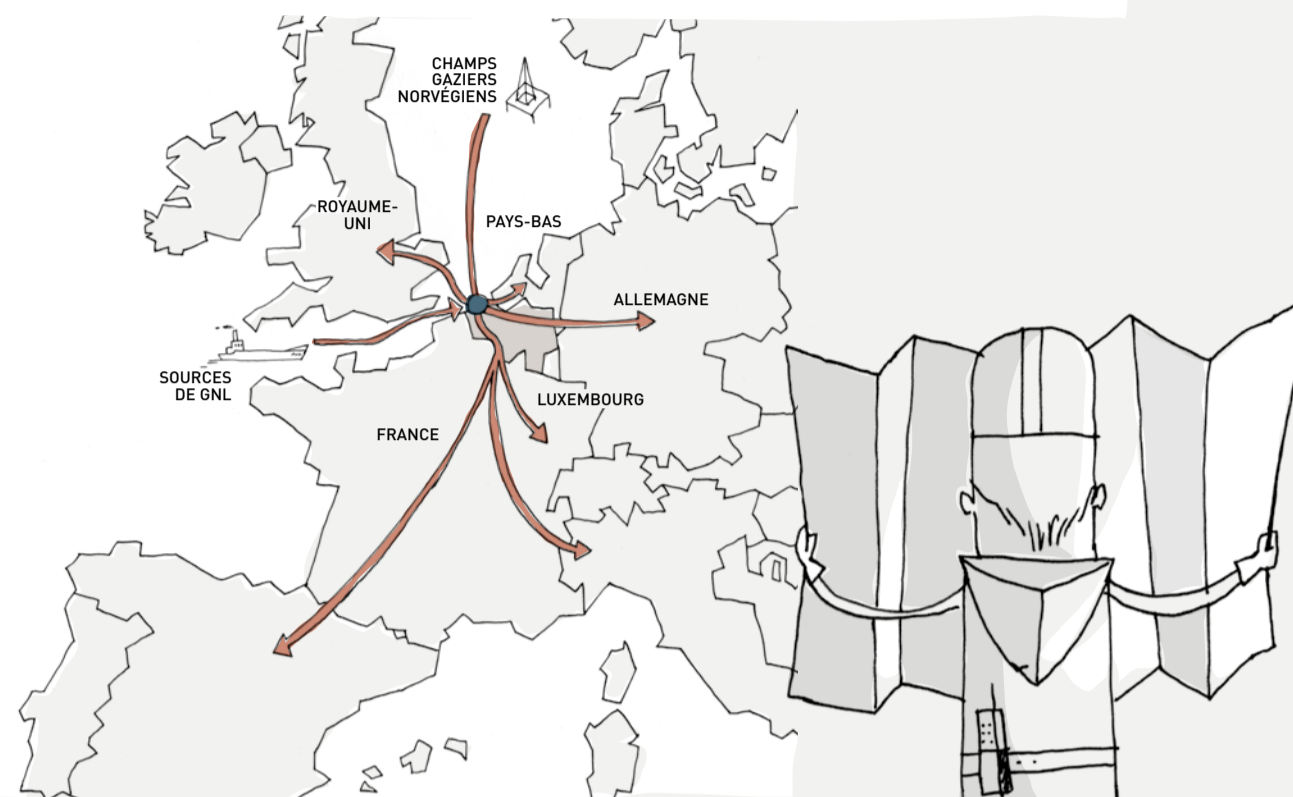 CHAMPS
GAZIERS
NORVÉGIENS
ROYAUME-
UNI
PAYS-BAS
ALLEMAGNE
SOURCES
DE GNL
LUXEMBOURG
FRANCE